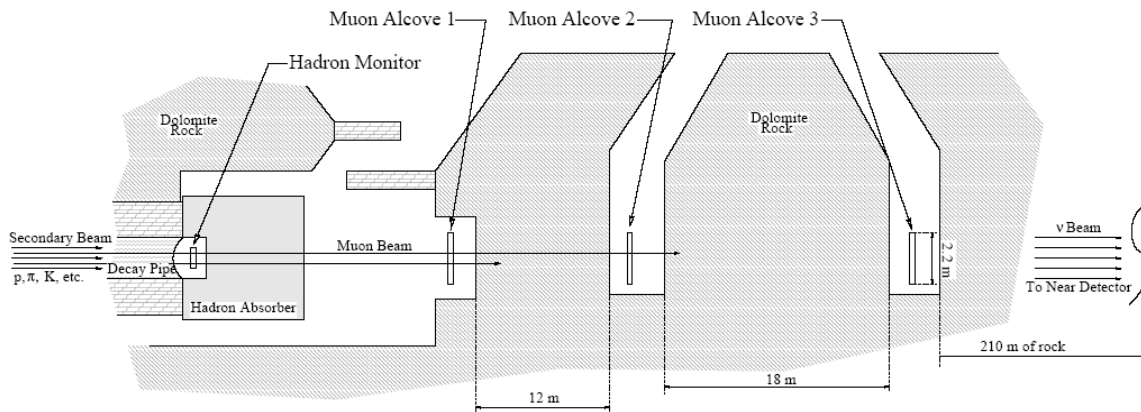 Muon Alcove 1
Muon Alcove 2
Muon Alcove 3
Hadron Monitor
Dolomite
Rock
Dolomite
Rock
Secondary Beam
p,π, K, etc.
Decay Pipe
Muon Beam
Hadron Absorber
2.2 m
ν Beam
To Near Detector
210 m of rock
12 m
18 m